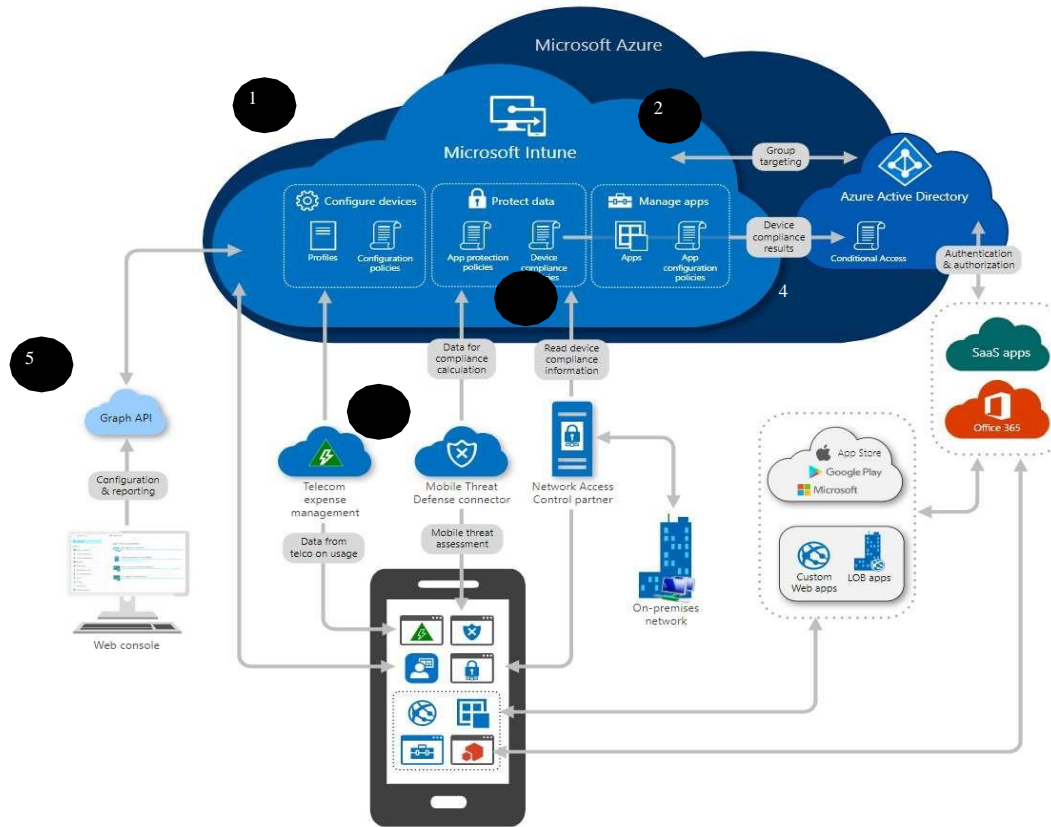 Microsoft Azure
1
2
Microsoft Intune
Group
targeting
Azure Active Directory
Configure devices
Protect data
Manage apps
Profiles
Configuration
policies
App protection
policies
Device
compliance
Apps
App
configuration
policies
Device
compliance
results
Conditional Access
Authentication
& authorization
4
5
Graph API
Data for
compliance
calculation
Read device
compliance
information
SaaS apps
Office 365
App Store
Google Play
Microsoft
Configuration
& reporting
Telecom
expense
management
Mobile Threat
Defense connector
Network Access
Control partner
Data from
telco on usage
Mobile threat
assessment
Custom
Web apps
LOB apps
On-premises
network
Web console